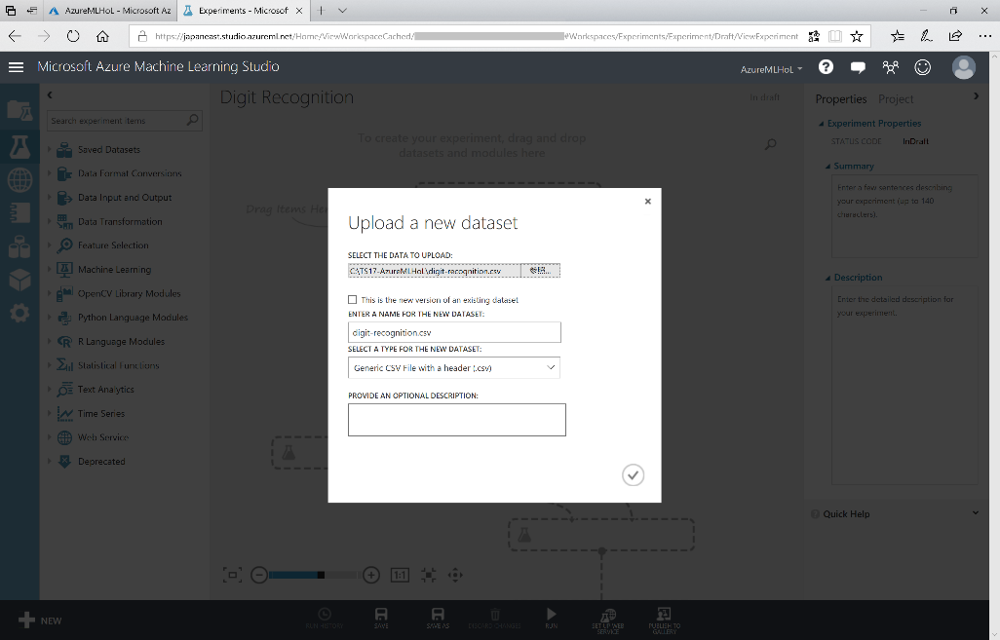 AzureMLHoL - Microsoft Az
Experiments - Microsof
https://japaneast.studio.azureml.net/Home/ViewWorkspaceCached/ #Workspaces/Experiments/Experiment/Draft/ViewExperiment
Microsoft Azure Machine Learning Studio
AzureMLHoL
Search experiment items
Saved Datasets
Data Format Conversions
Data Input and Output
Data Transformation
Feature Selection
Machine Learning
OpenCV Library Modules
Python Language Modules
R Language Modules
Statistical Functions
Text Analytics
Time Series
Web Service
Deprecated
Digit Recognition
In draft
To create your experiment, drag and drop
datasets and modules here
Drag Items He
Upload a new dataset
SELECT THE DATA TO UPLOAD:
C:\TS17-AzureMLHoL\digit-recognition.csv
参照...
This is the new version of an existing dataset
ENTER A NAME FOR THE NEW DATASET:
digit-recognition.csv
SELECT A TYPE FOR THE NEW DATASET:
Generic CSV File with a header (.csv)
PROVIDE AN OPTIONAL DESCRIPTION:
1:1
Properties Project
Experiment Properties
STATUS CODE InDraft
Summary
Enter a few sentences describing
your experiment (up to 140
characters).
Description
Enter the detailed description for
your experiment.
Quick Help
NEW
RUN HISTORY
SAVE
SAVE AS
DISCARD CHANGES
RUN
SET UP WEB
SERVICE
PUBLISH TO
GALLERY